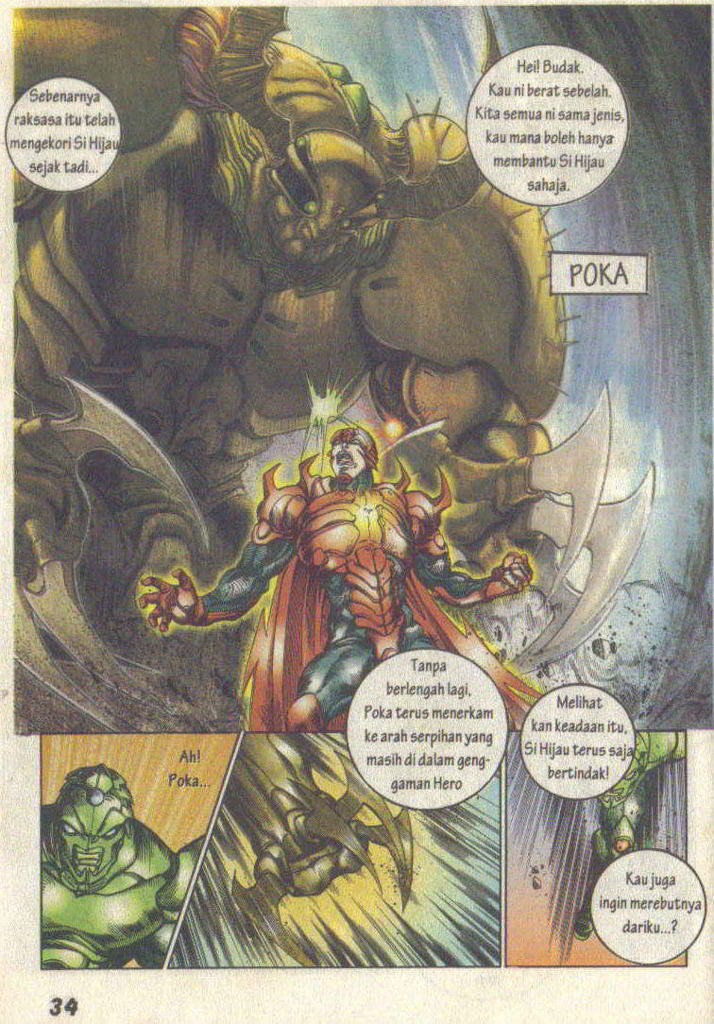 Sebenarnya
raksasa itu telah
mengekori Si Hijau
sejak tadi...
Hei! Budak.
Kau ni berat sebelah.
Kita semua ni sama jenis,
kau mana boleh hanya
membantu Si Hijau
sahaja.
POKA
Tanpa
berlengah lagi,
Poka terus menerkam
ke arah serpihan yang
masih di dalam geng-
gaman Hero
Melihat
kan keadaan itu,
Si Hijau terus saja
bertindak!
Ah!
Poka...
Kau juga
ingin merebutnya
dariku...?
34